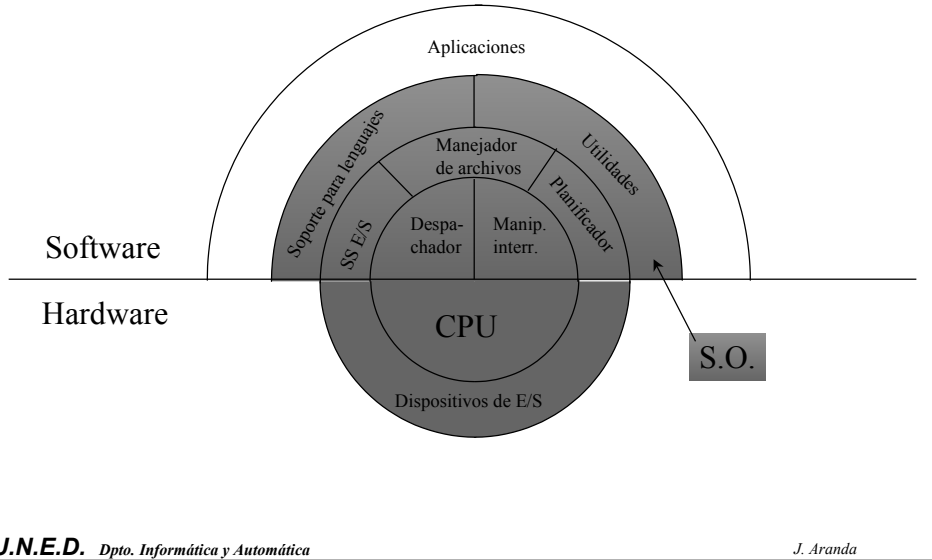 Aplicaciones
Soporte para lenguajes
Utilidades
Manejador
de archivos
SS E/S
Planificador
Despa-
chador
Manip.
interr.
Software
Hardware
CPU
S.O.
Dispositivos de E/S
U.N.E.D. Dpto. Informática y Automática
J. Aranda